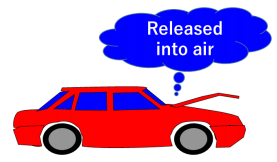 Released
into air